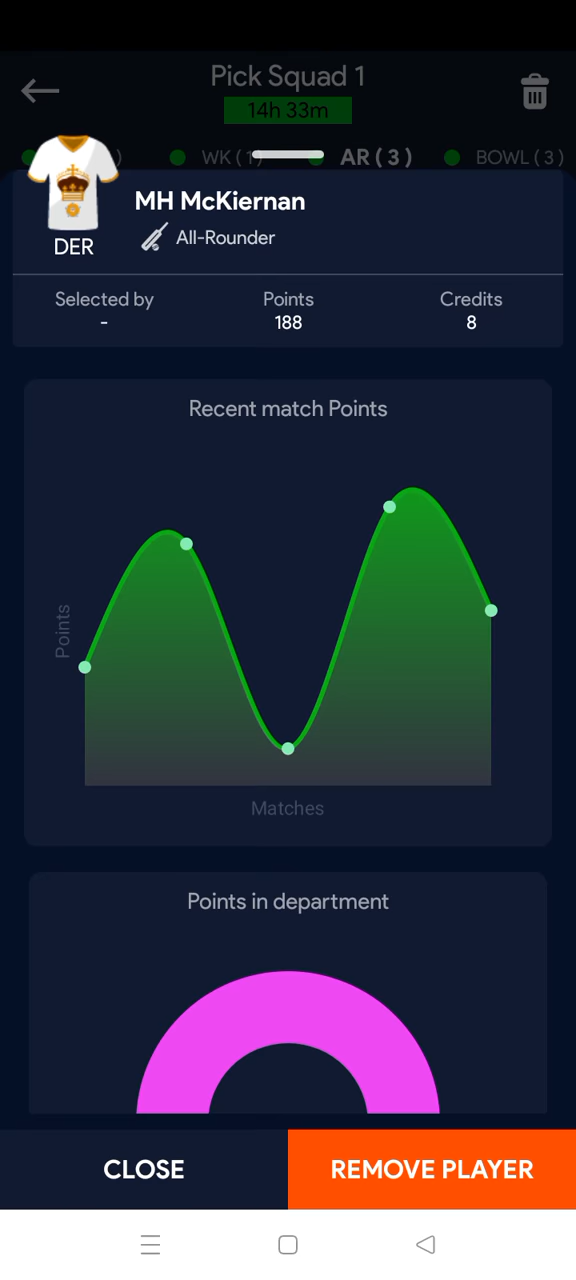 Pick Squad 1
14h 33m
WK ( 1 )
AR ( 3 )
BOWL ( 3 )
MH McKiernan
DER
All-Rounder
Selected by
Points
Credits
-
188
8
Recent match Points
Points
Matches
Points in department
CLOSE
REMOVE PLAYER